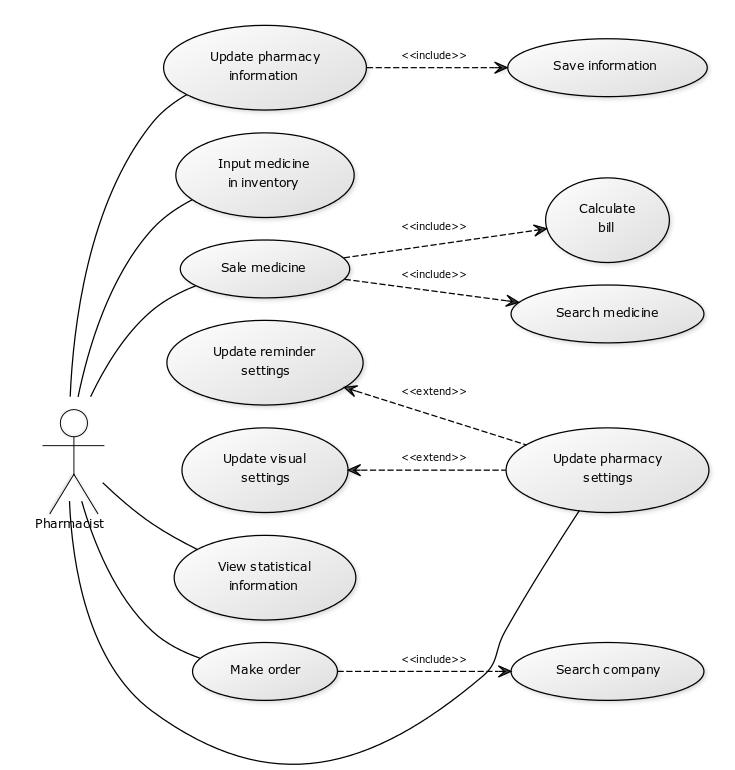 Update pharmacy
information
<<include>>
Save information
Input medicine
in inventory
Calculate
bill
<<include>>
Sale medicine
<<include>>
Search medicine
Update reminder
settings
<<extend>>
Update visual
settings
<<extend>>
Update pharmacy
settings
Pharmacist
View statistical
information
Make order
<<include>>
Search company